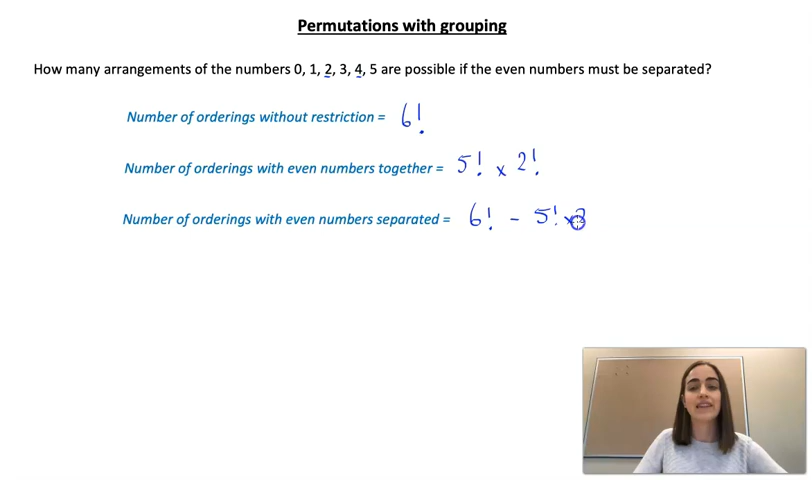 Permutations with grouping
How many arrangements of the numbers 0, 1, 2, 3, 4, 5 are possible if the even numbers must be separated?
Number of orderings without restriction = 6!
Number of orderings with even numbers together = 5! × 2!
Number of orderings with even numbers separated = 6! - 5! ×